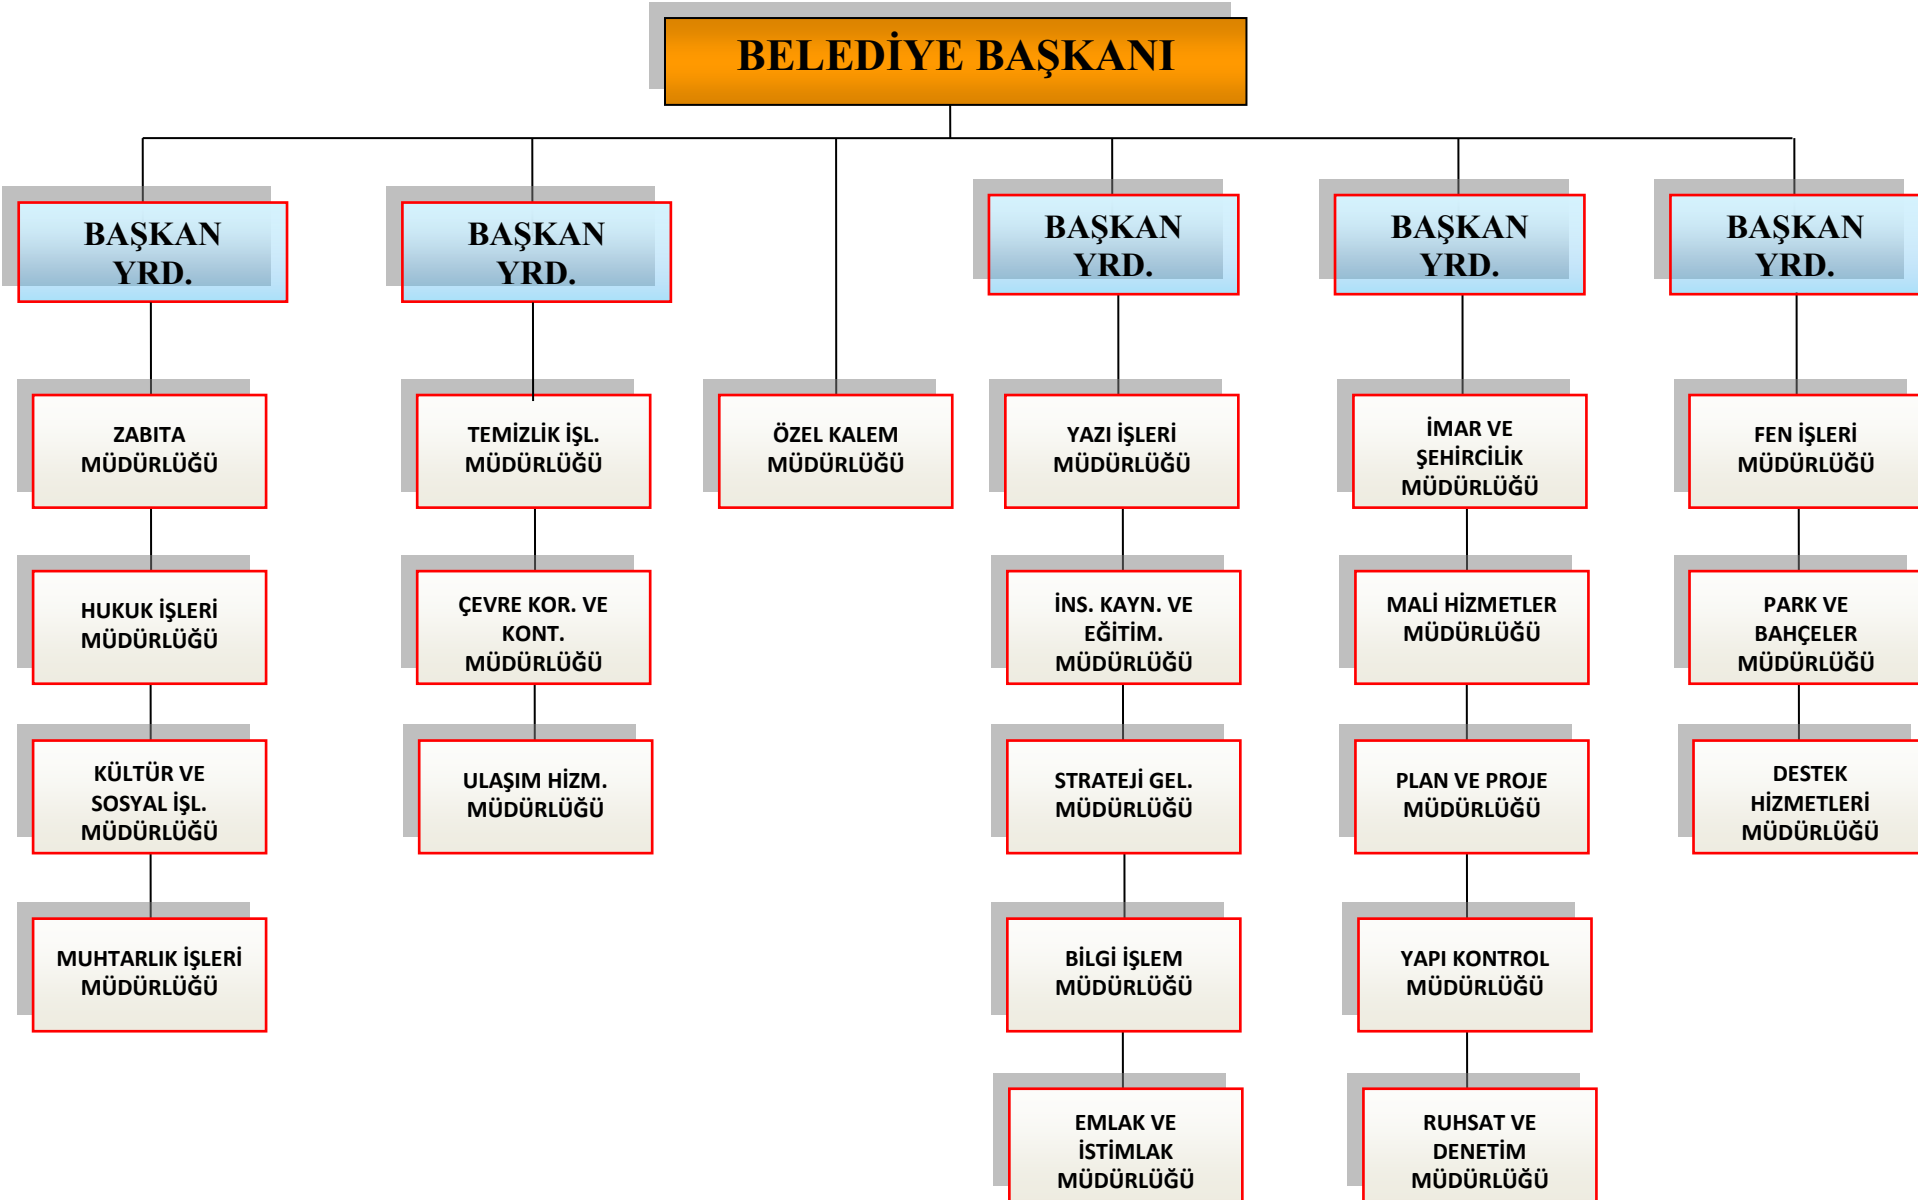 BELEDİYE BAŞKANI
BAŞKAN
YRD.
BAŞKAN
YRD.
BAŞKAN
YRD.
BAŞKAN
YRD.
BAŞKAN
YRD.
ZABITA
MÜDÜRLÜĞÜ
TEMİZLİK İŞL.
MÜDÜRLÜĞÜ
ÖZEL KALEM
MÜDÜRLÜĞÜ
YAZI İŞLERİ
MÜDÜRLÜĞÜ
İMAR VE
ŞEHİRCİLİK
MÜDÜRLÜĞÜ
FEN İŞLERİ
MÜDÜRLÜĞÜ
HUKUK İŞLERİ
MÜDÜRLÜĞÜ
ÇEVRE KOR. VE
KONT.
MÜDÜRLÜĞÜ
İNS. KAYN. VE
EĞİTİM.
MÜDÜRLÜĞÜ
MALİ HİZMETLER
MÜDÜRLÜĞÜ
PARK VE
BAHÇELER
MÜDÜRLÜĞÜ
KÜLTÜR VE
SOSYAL İŞL.
MÜDÜRLÜĞÜ
ULAŞIM HİZM.
MÜDÜRLÜĞÜ
STRATEJİ GEL.
MÜDÜRLÜĞÜ
PLAN VE PROJE
MÜDÜRLÜĞÜ
DESTEK
HİZMETLERİ
MÜDÜRLÜĞÜ
MUHTARLIK İŞLERİ
MÜDÜRLÜĞÜ
BİLGİ İŞLEM
MÜDÜRLÜĞÜ
YAPI KONTROL
MÜDÜRLÜĞÜ
EMLAK VE
İSTİMLAK
MÜDÜRLÜĞÜ
RUHSAT VE
DENETİM
MÜDÜRLÜĞÜ